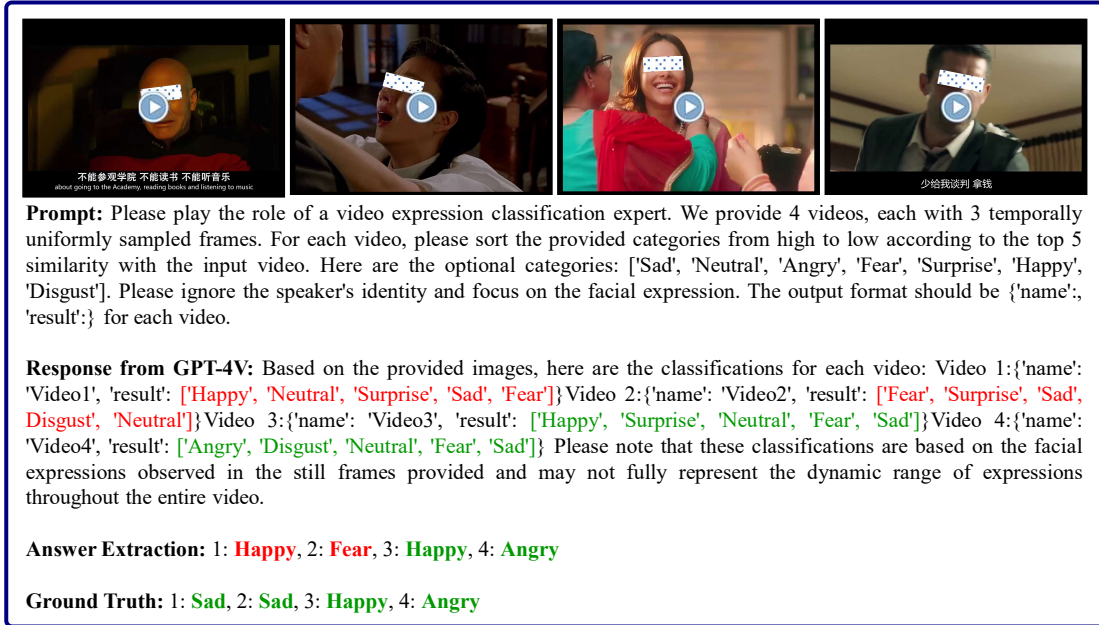 不能参观学院 不能读书 不能听音乐
about going to the Academy, reading books and listening to music
少给我谈判 拿钱
Prompt: Please play the role of a video expression classification expert. We provide 4 videos, each with 3 temporally
uniformly sampled frames. For each video, please sort the provided categories from high to low according to the top 5
similarity with the input video. Here are the optional categories: ['Sad', 'Neutral', 'Angry', 'Fear', 'Surprise', 'Happy',
'Disgust']. Please ignore the speaker's identity and focus on the facial expression. The output format should be {'name':,
'result':} for each video.
Response from GPT-4V: Based on the provided images, here are the classifications for each video: Video 1:{'name':
'Video1', 'result': ['Happy', 'Neutral', 'Surprise', 'Sad', 'Fear']}Video 2:{'name': 'Video2', 'result': ['Fear', 'Surprise', 'Sad',
Disgust', 'Neutral']}Video 3:{'name': 'Video3', 'result': ['Happy', 'Surprise', 'Neutral', 'Fear', 'Sad']}Video 4:{'name':
'Video4', 'result': ['Angry', 'Disgust', 'Neutral', 'Fear', 'Sad']} Please note that these classifications are based on the facial
expressions observed in the still frames provided and may not fully represent the dynamic range of expressions
throughout the entire video.
Answer Extraction: 1: Happy, 2: Fear, 3: Happy, 4: Angry
Ground Truth: 1: Sad, 2: Sad, 3: Happy, 4: Angry